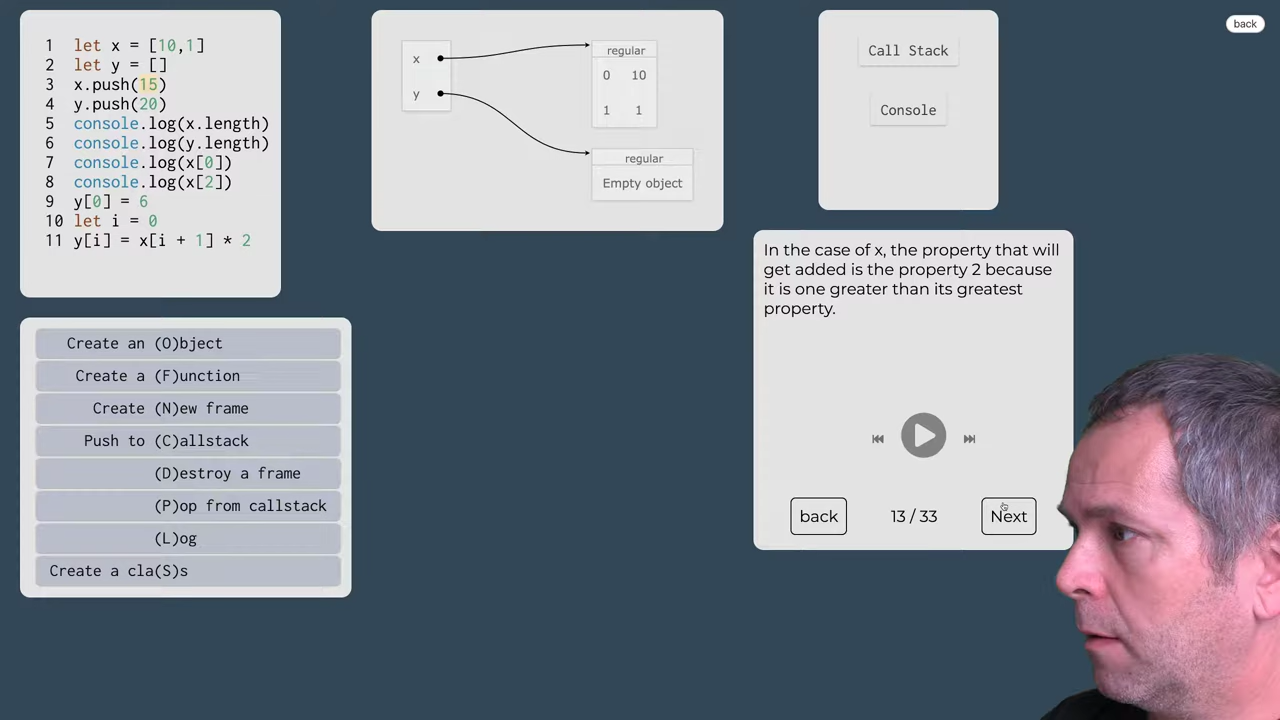 back
1 let x = [10,1]
2 let y = []
3 x.push(15)
4 y.push(20)
5 console.log(x.length)
6 console.log(y.length)
7 console.log(x[0])
8 console.log(x[2])
9 y[0] = 6
10 let i = 0
11 y[i] = x[i + 1] * 2
x
y
regular
0 10
1 1
regular
Empty object
Call Stack
Console
In the case of x, the property that will
get added is the property 2 because
it is one greater than its greatest
property.
back 13 / 33 Next
Create an (O)bject
Create a (F)unction
Create (N)ew frame
Push to (C)allstack
(D)estroy a frame
(P)op from callstack
(L)og
Create a cla(S)s